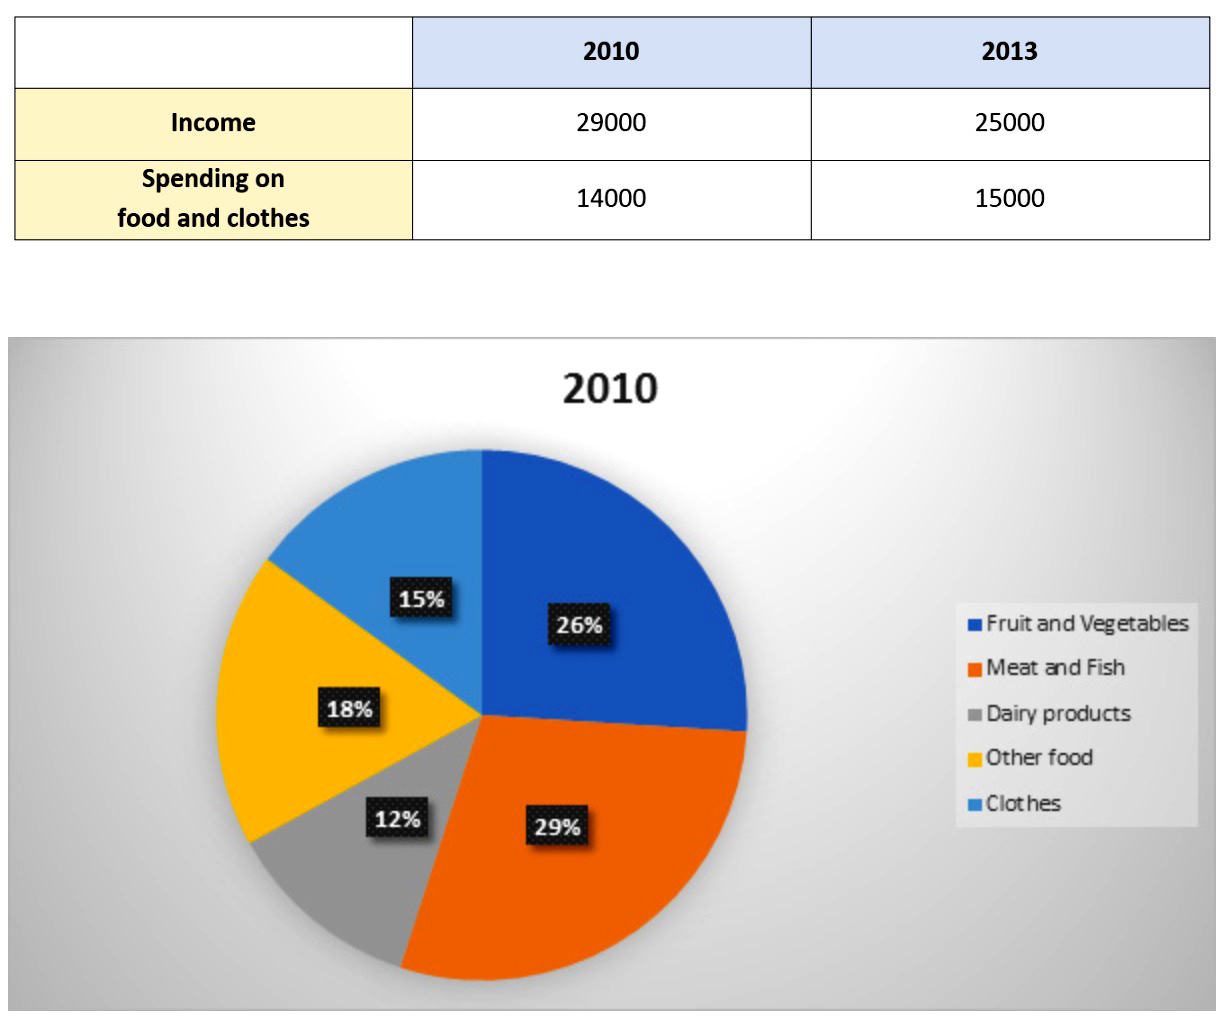 2010 2013
Income 29000 25000
Spending on
food and clothes 14000 15000
2010
15%
26%
Fruit and Vegetables
Meat and Fish
18%
Dairy products
Other food
12%
29%
Clothes